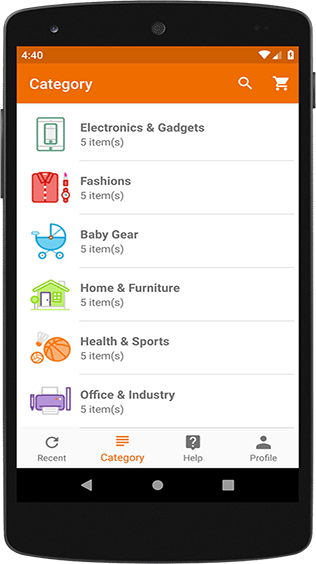 4:40
Category
Electronics & Gadgets
5 item(s)
Fashions
5 item(s)
Baby Gear
5 item(s)
Home & Furniture
5 item(s)
Health & Sports
5 item(s)
Office & Industry
5 item(s)
Recent Category Help Profile